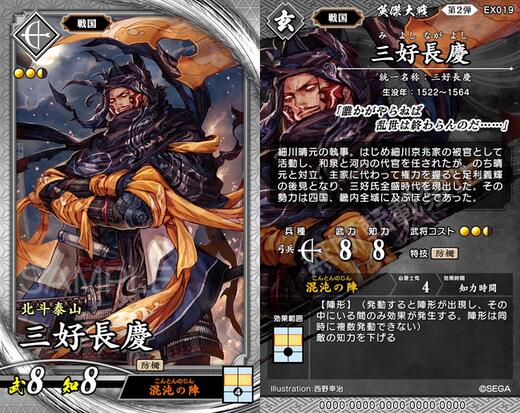 戦国
SAMPLE
北斗泰山
三好長慶
防柵
武8 知8
こんとんのじん
混沌の陣
4
玄
戦国
英傑大戦
第2弾
EX019
みよしながよし
三好長慶
統一名称:三好長慶
生没年:1522~1564
「誰かがやらねば
乱世は終わらんのだ……」
細川晴元の執事。はじめ細川京兆家の被官として
活動し、和泉と河内の代官を任されたが、のち晴
元と対立。主家に代わって権力を握ると足利義輝
の後見となり、三好氏全盛時代を現出した。その
勢力は四国、畿内全域に及ぶほどであった。
兵種 武力 知力 武将コスト
弓兵 8 8 特技 防柵
こんとんのじん
混沌の陣
必要士気
4
効果時間
知力時間
効果範囲
【陣形】(発動すると陣形が出現し、その
中にいる間のみ効果が発生する。陣形は同
時に複数発動できない)
敵の知力を下げる
Illustration:西野幸治
©SEGA
0000 0000 0000 0000 0000